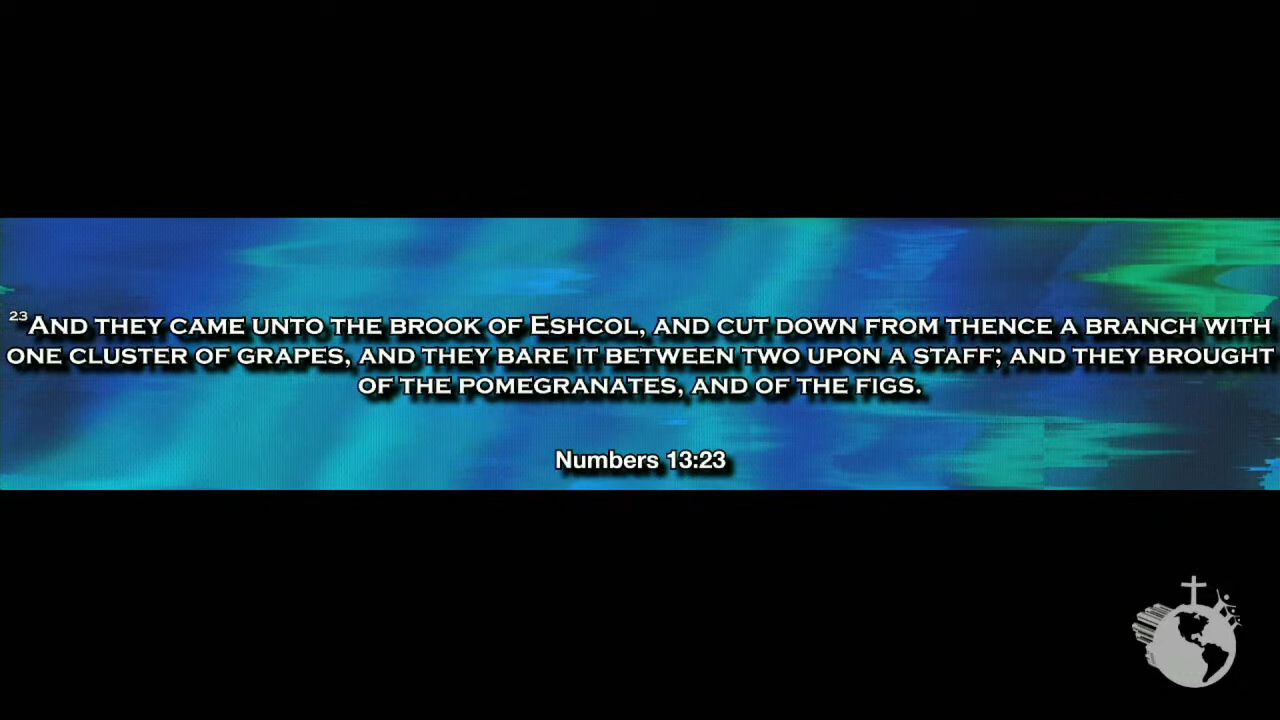 23AND THEY CAME UNTO THE BROOK OF ESHCOL, AND CUT DOWN FROM THENCE A BRANCH WITH
ONE CLUSTER OF GRAPES, AND THEY BARE IT BETWEEN TWO UPON A STAFF; AND THEY BROUGHT
OF THE POMEGRANATES, AND OF THE FIGS.
Numbers 13:23